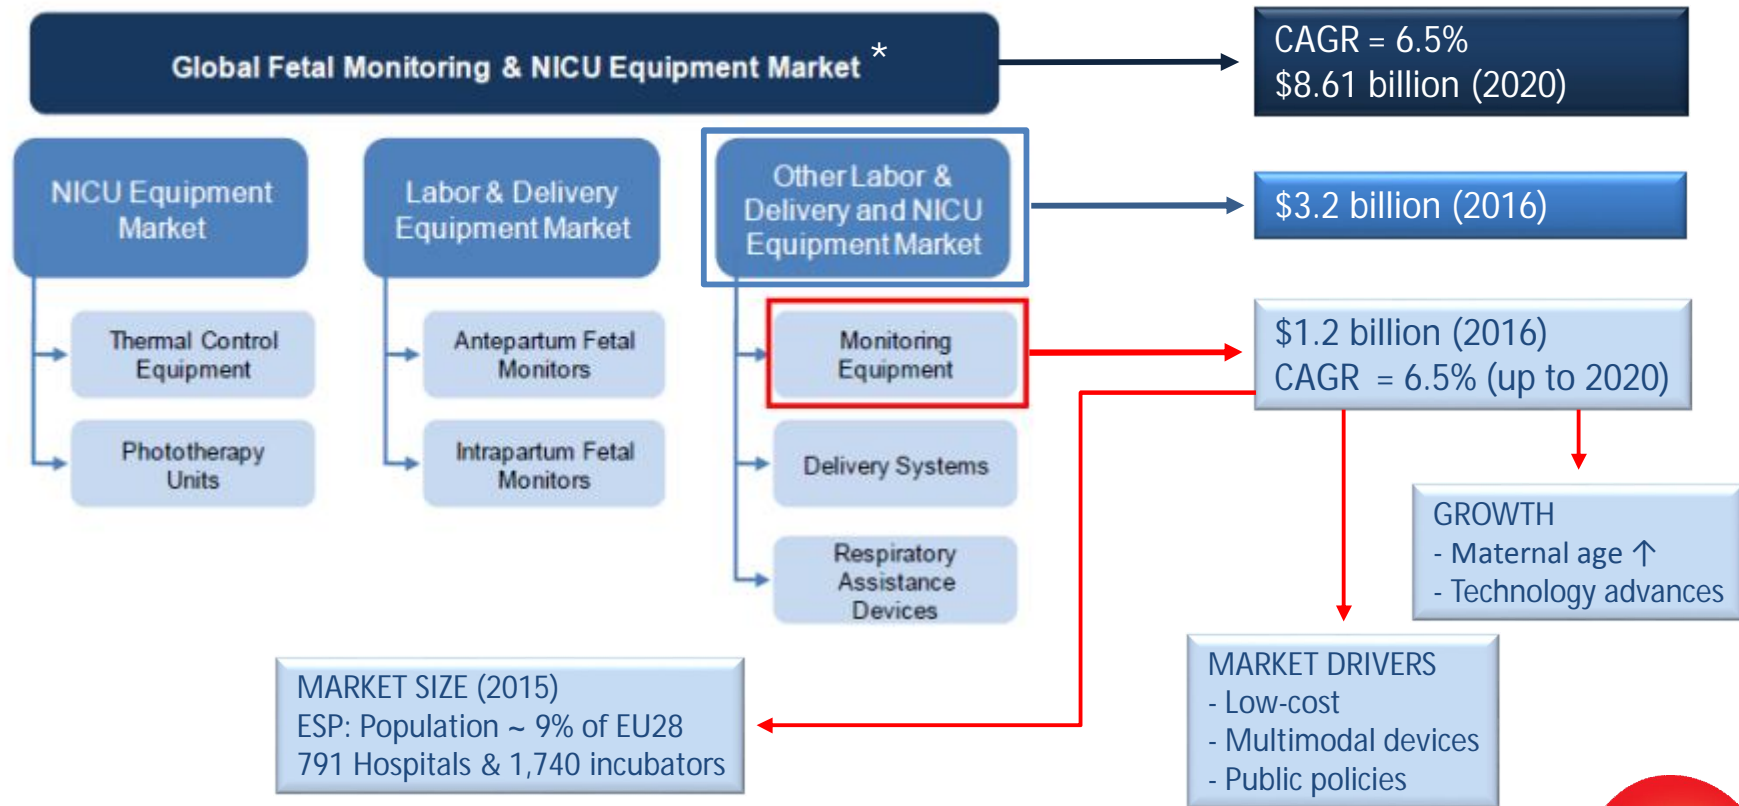 Global Fetal Monitoring & NICU Equipment Market *
CAGR = 6.5%
$8.61 billion (2020)
NICU Equipment
Market
Labor & Delivery
Equipment Market
Other Labor &
Delivery and NICU
Equipment Market
$3.2 billion (2016)
Thermal Control
Equipment
Phototherapy
Units
Antepartum Fetal
Monitors
Intrapartum Fetal
Monitors
Monitoring
Equipment
Delivery Systems
Respiratory
Assistance
Devices
$1.2 billion (2016)
CAGR = 6.5% (up to 2020)
GROWTH
- Maternal age ↑
- Technology advances
MARKET DRIVERS
- Low-cost
- Multimodal devices
- Public policies
MARKET SIZE (2015)
ESP: Population ~ 9% of EU28
791 Hospitals & 1,740 incubators